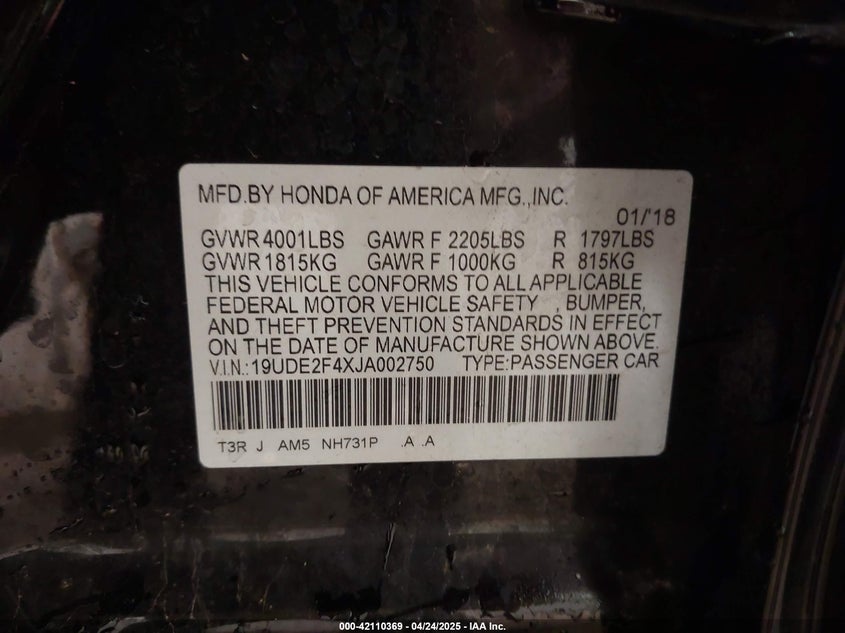 MFD.BY HONDA OF AMERICA MFG.,INC.
01/'18
GVWR 4001LBS GAWR F 2205LBS R 1797LBS
GVWR 1815KG GAWR F 1000KG R 815KG
THIS VEHICLE CONFORMS TO ALL APPLICABLE
FEDERAL MOTOR VEHICLE SAFETY , BUMPER,
AND THEFT PREVENTION STANDARDS IN EFFECT
ON THE DATE OF MANUFACTURE SHOWN ABOVE.
V.I.N.:19UDE2F4XJA002750 TYPE:PASSENGER CAR
T3R J AM5 NH731P .A .A
000-42110369 - 04/24/2025 - IAA Inc.